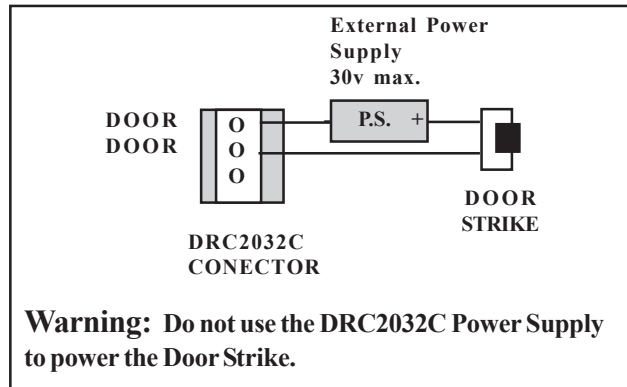 External Power
Supply
30v max.
DOOR
DOOR
O
O
O
P.S. +
DOOR
STRIKE
DRC2032C
CONECTOR
Warning: Do not use the DRC2032C Power Supply
to power the Door Strike.